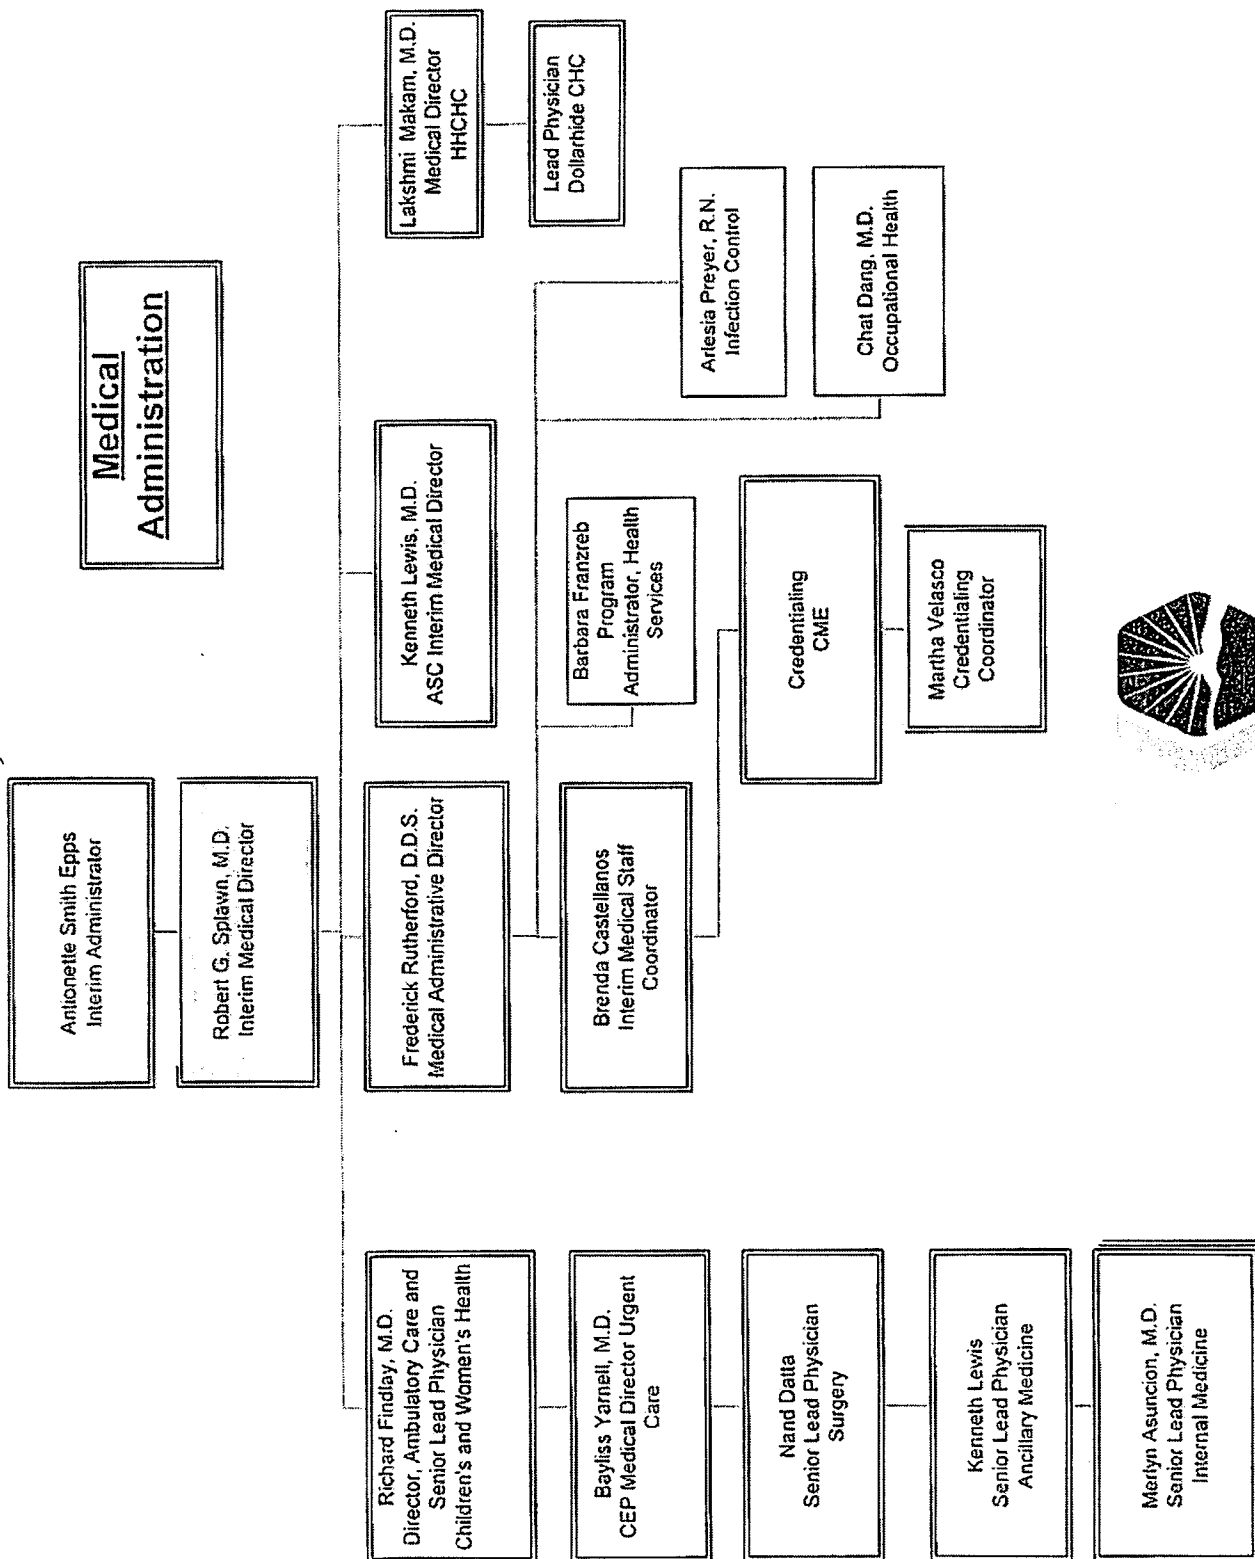 Medical
Administration
Antionette Smith Epps
Interim Administrator
Robert G. Splawn, M.D.
Interim Medical Director
Richard Findlay, M.D.
Director, Ambulatory Care and
Senior Lead Physician
Children's and Women's Health
Frederick Rutherford, D.D.S.
Medical Administrative Director
Kenneth Lewis, M.D.
ASC Interim Medical Director
Lakshmi Makam, M.D.
Medical Director
HHCHC
Bayliss Yarnell, M.D.
CEP Medical Director Urgent
Care
Brenda Castellanos
Interim Medical Staff
Coordinator
Barbara Franzreb
Program
Administrator, Health
Services
Lead Physician
Dollarhide CHC
Nand Datta
Senior Lead Physician
Surgery
Credentialing
CME
Artesia Preyer, R.N.
Infection Control
Kenneth Lewis
Senior Lead Physician
Ancillary Medicine
Martha Velasco
Credentialing
Coordinator
Chat Dang, M.D.
Occupational Health
Merlyn Asuncion, M.D.
Senior Lead Physician
Internal Medicine